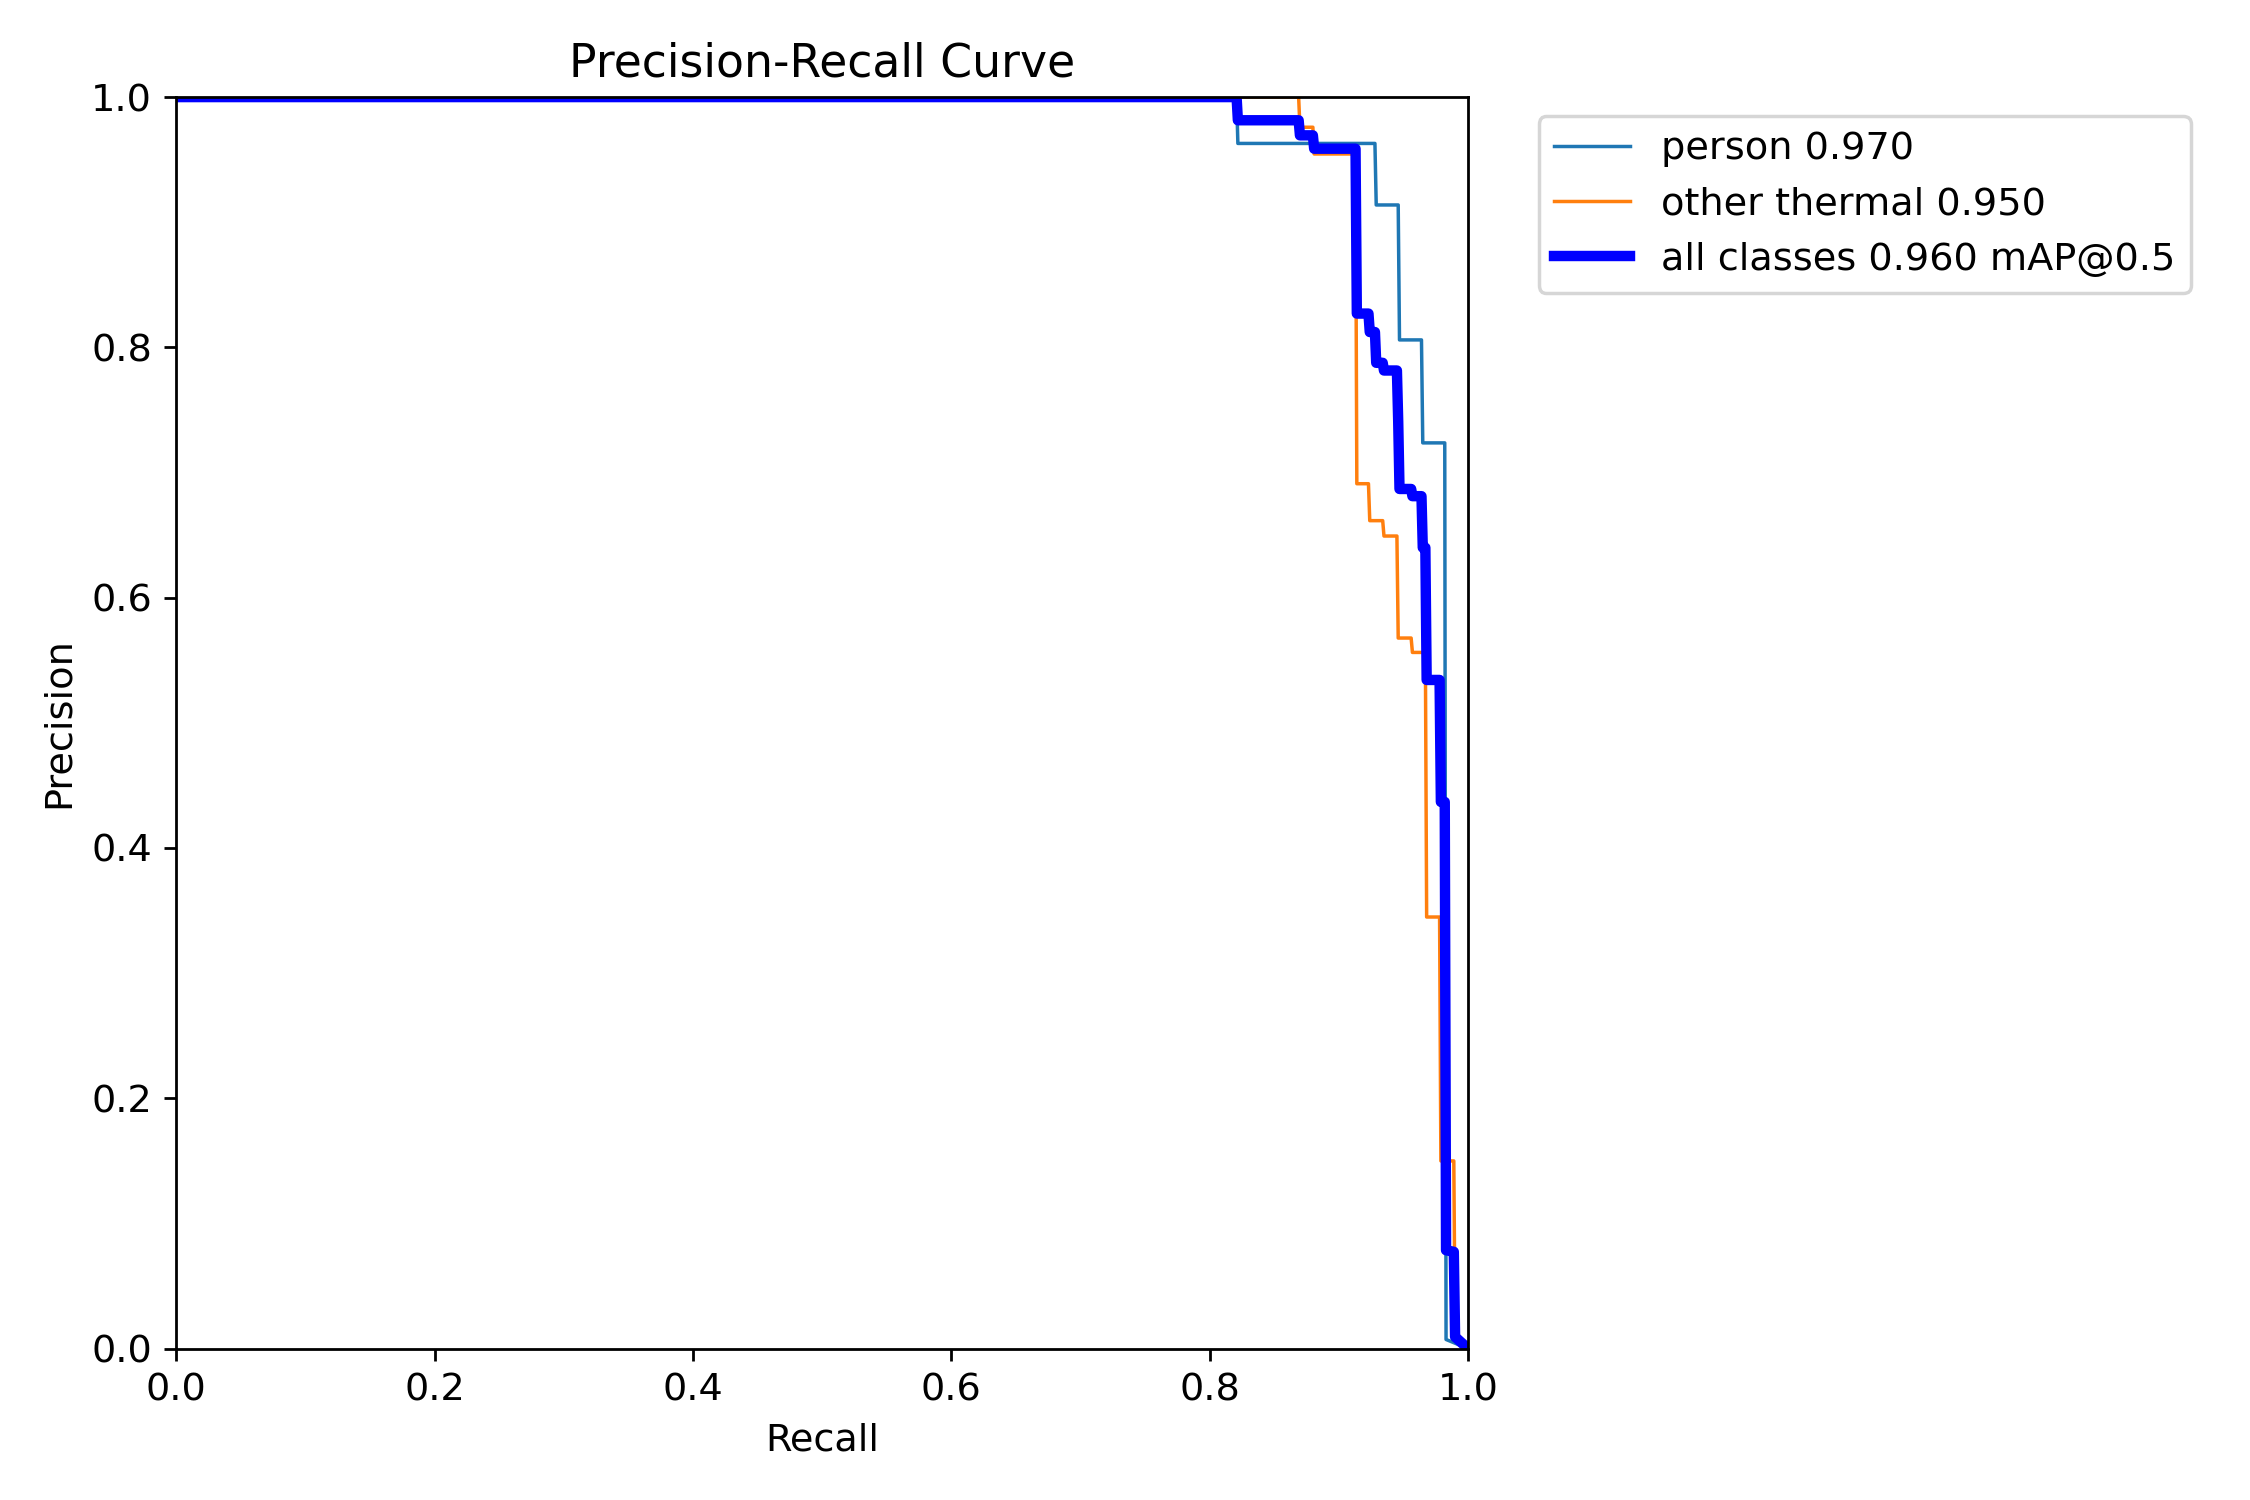 Precision-Recall Curve
1.0
0.8
0.6
0.4
0.2
0.0
Precision
0.0 0.2 0.4 0.6 0.8 1.0
Recall
person 0.970
other thermal 0.950
all classes 0.960 mAP@0.5